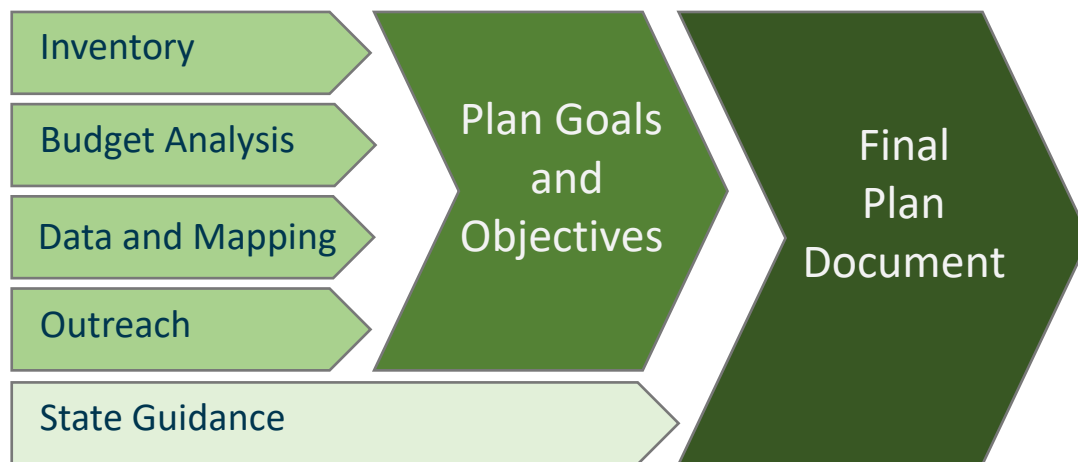 Inventory
Budget Analysis
Data and Mapping
Outreach
State Guidance
Plan Goals
and
Objectives
Final
Plan
Document